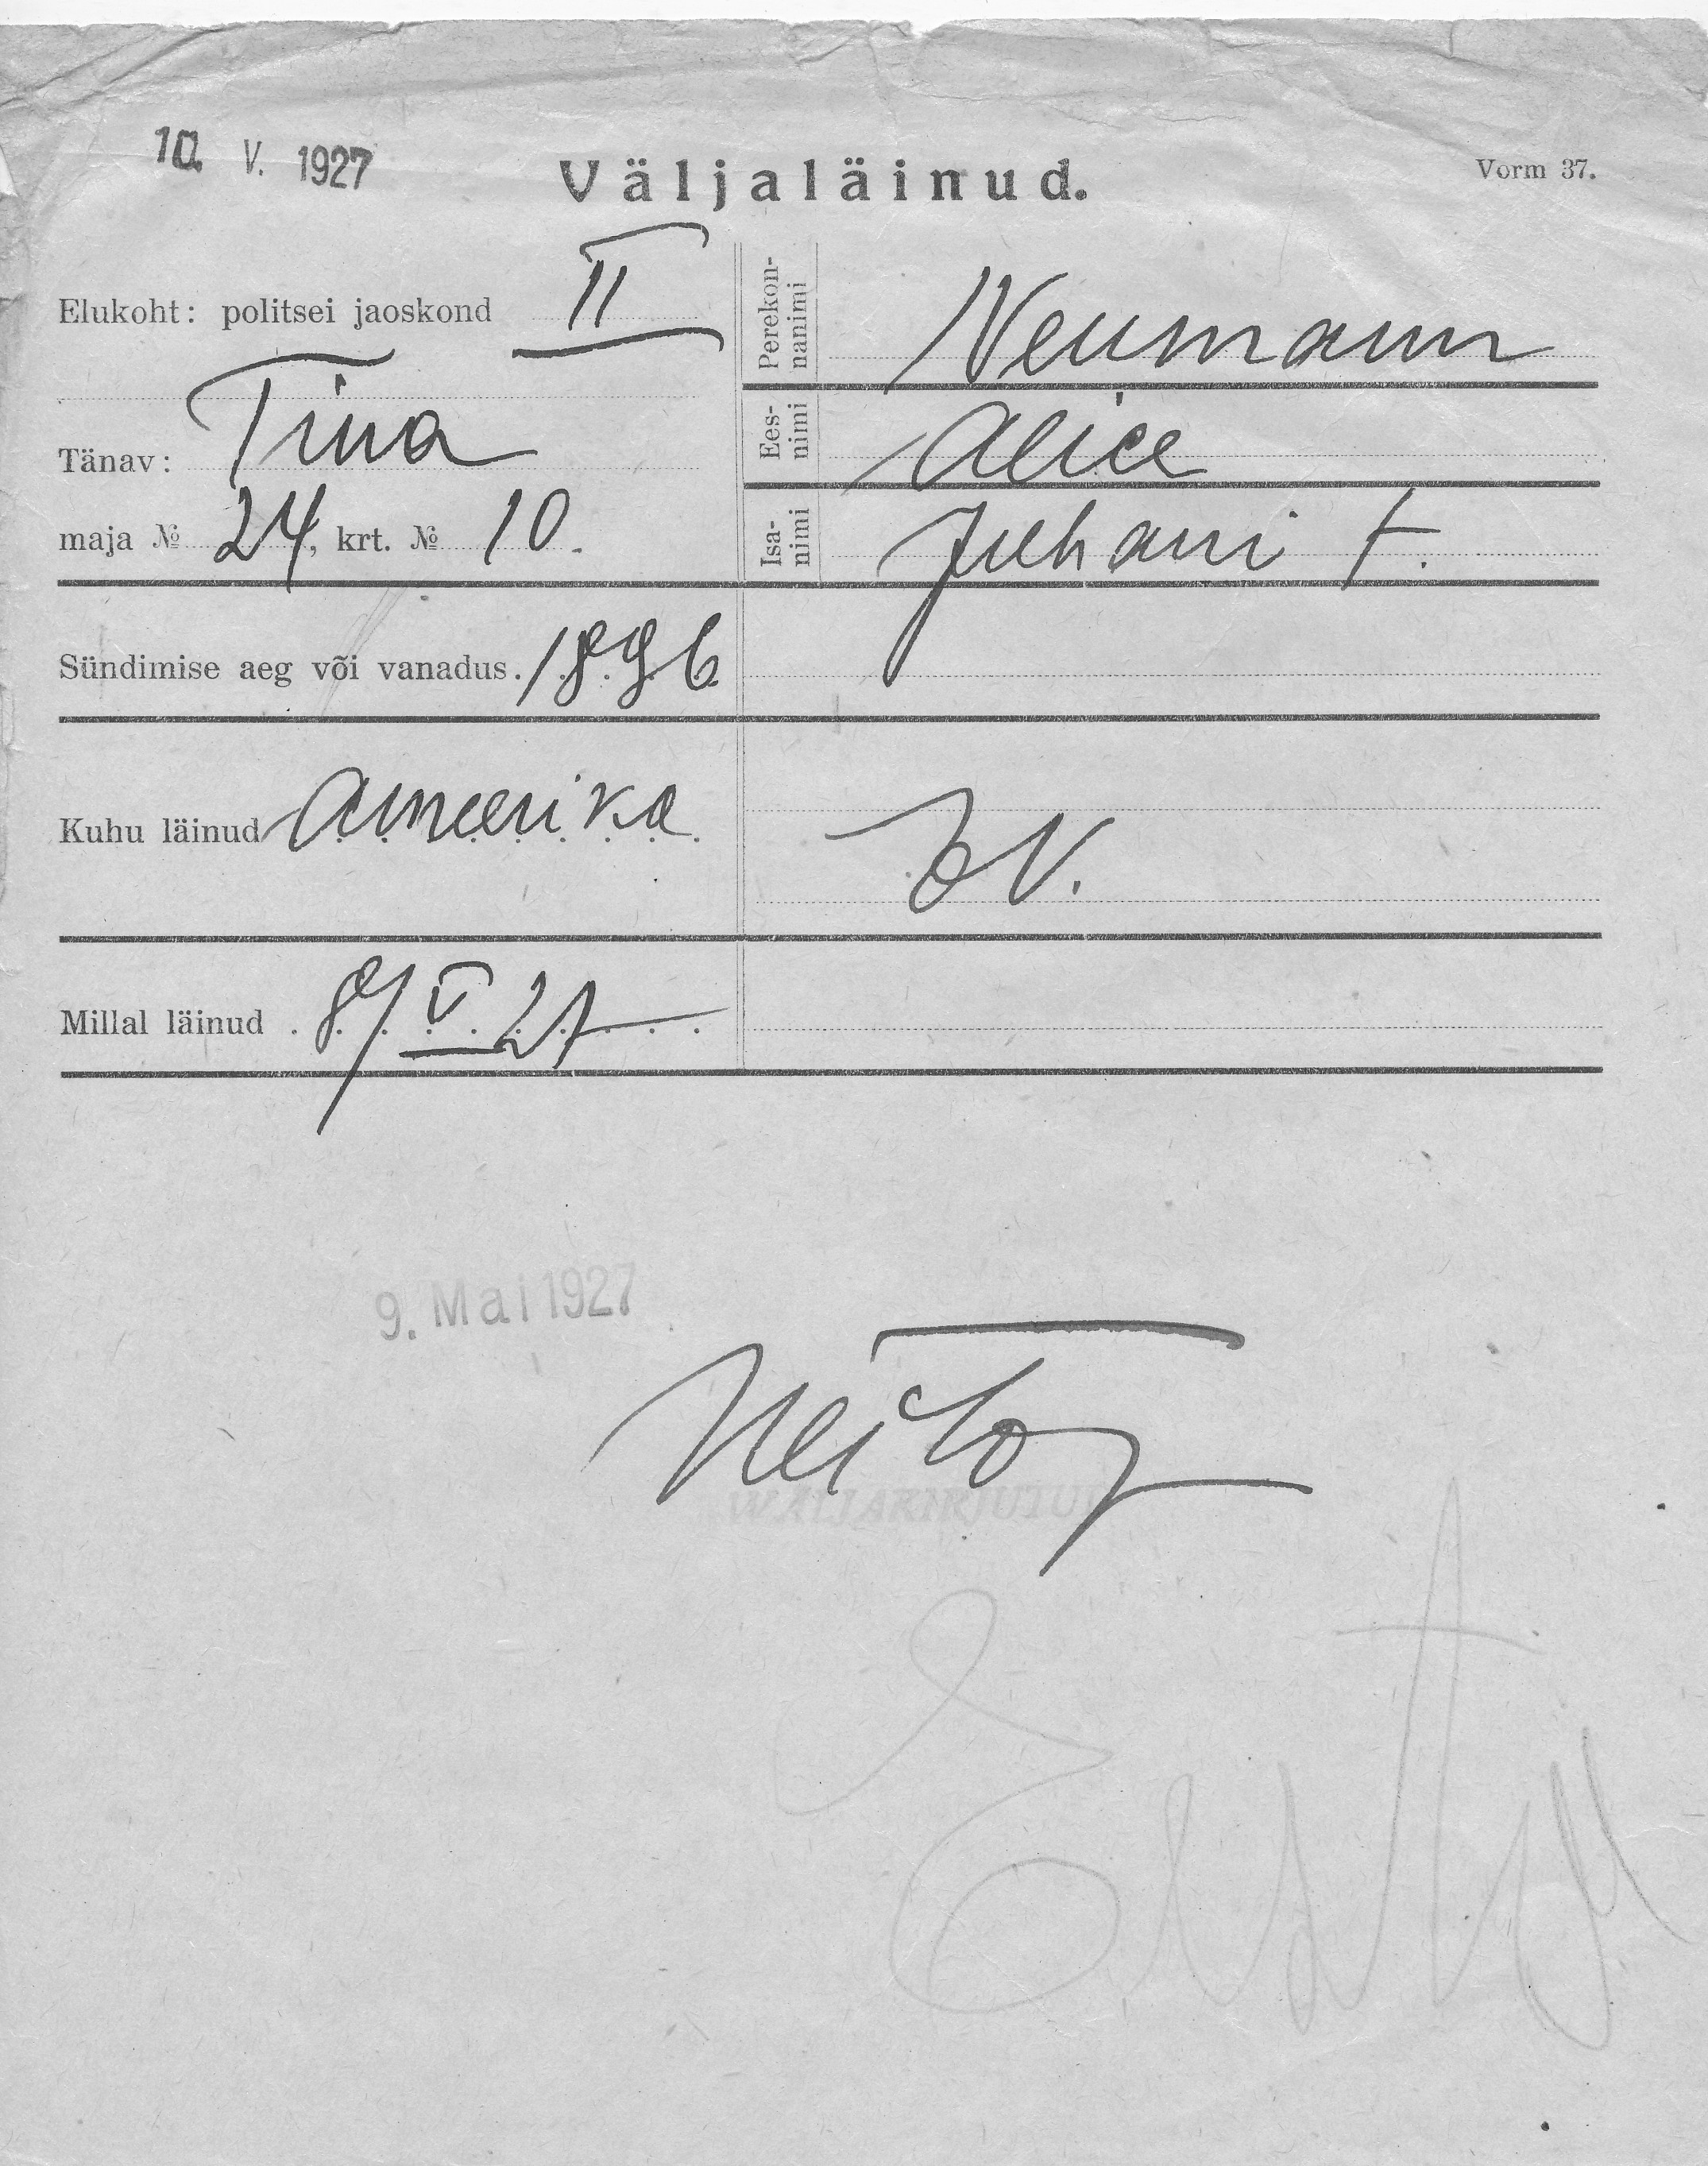 10. V. 1927
Väljaläinud.
Vorm 37.
Elukoht: politsei jaoskond II
Tänav: Tina
maja № 24, krt. № 10.
Perekon-
nanimi Neumann
Ees-
nimi Alice
Isa-
nimi Juhani t.
Sündimise aeg või vanadus. 1896
Kuhu läinud Ameerika
Millal läinud 8/V 27
9. Mai 1927
WÄLJAKIRJUTUD